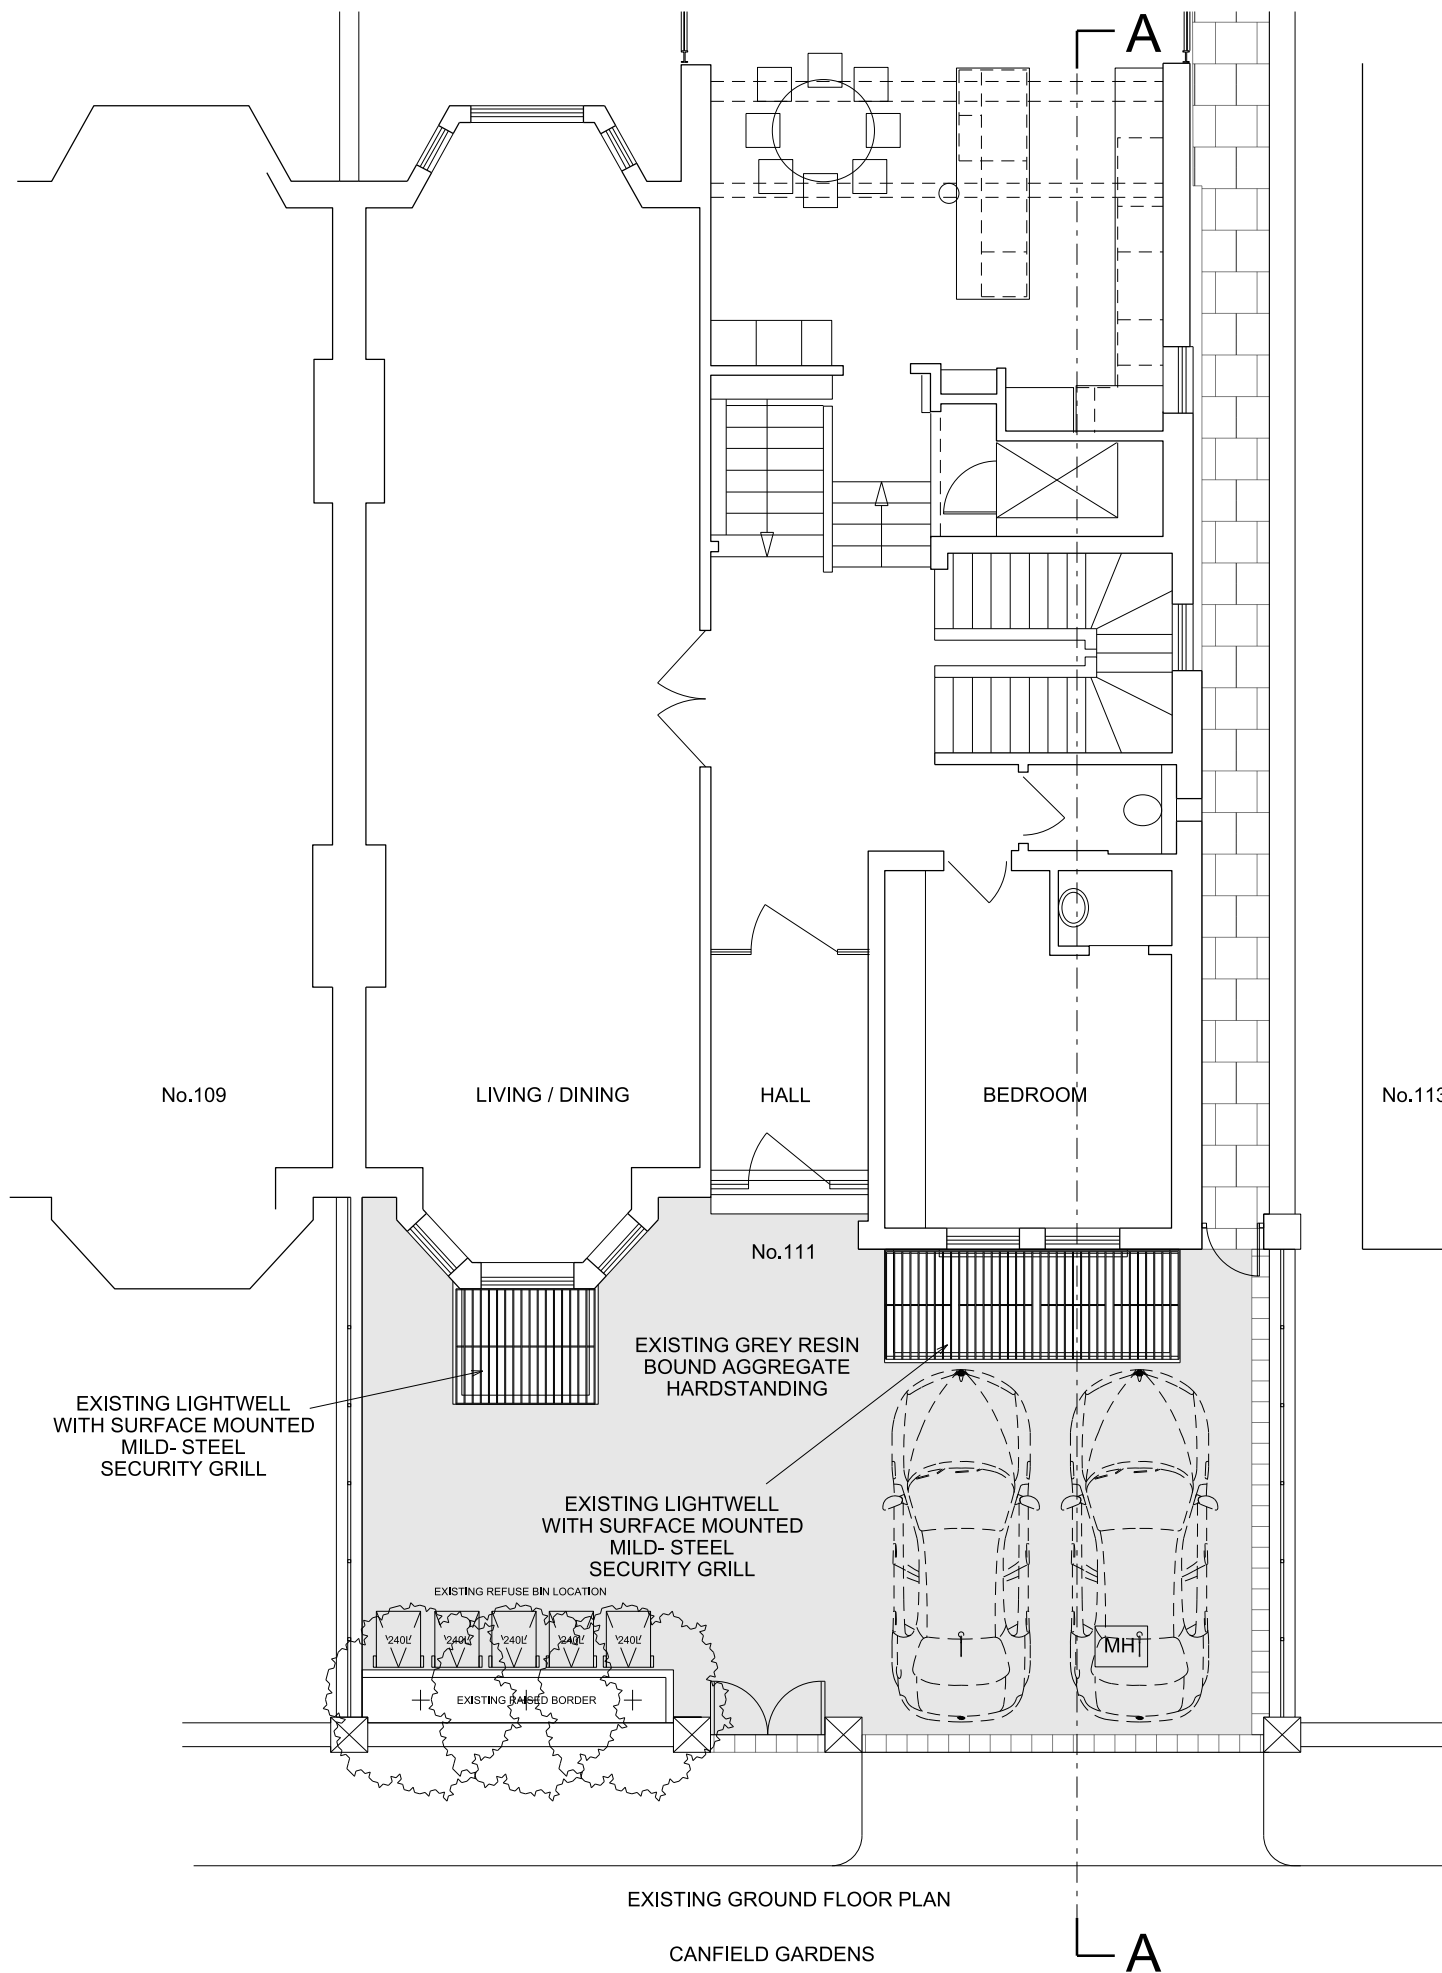 A
No.109
LIVING / DINING
HALL
BEDROOM
No.113
No.111
EXISTING GREY RESIN
BOUND AGGREGATE
HARDSTANDING
EXISTING LIGHTWELL
WITH SURFACE MOUNTED
MILD- STEEL
SECURITY GRILL
EXISTING LIGHTWELL
WITH SURFACE MOUNTED
MILD- STEEL
SECURITY GRILL
EXISTING REFUSE BIN LOCATION
240L
240L
240L
240L
240L
MH
EXISTING RAISED BORDER
EXISTING GROUND FLOOR PLAN
CANFIELD GARDENS
A